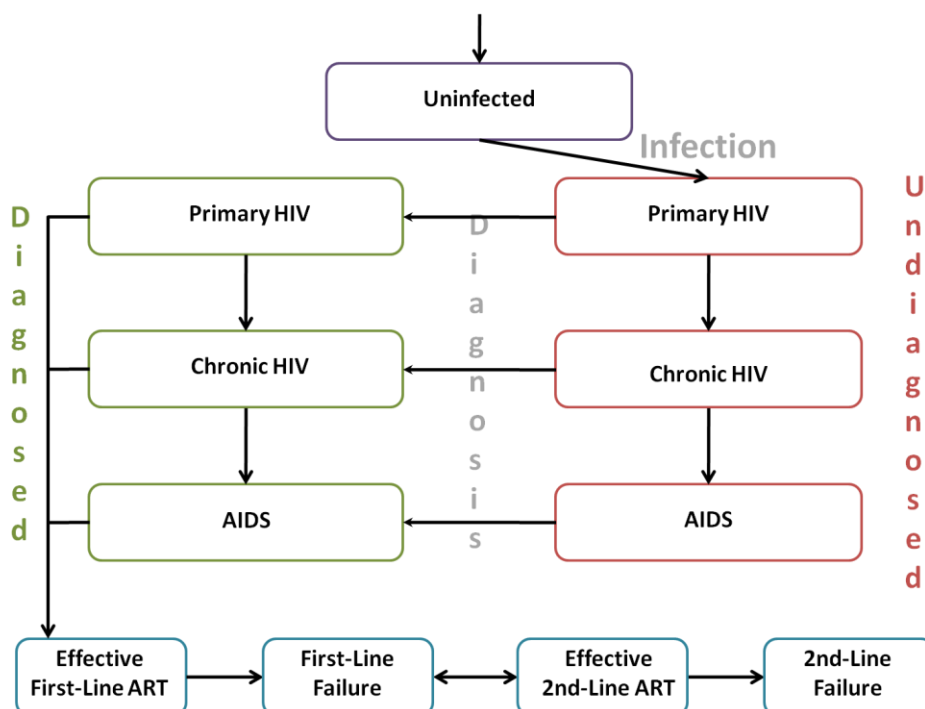 Uninfected
Infection
Undiagnosed
Diagnosed
Diagnosis
Primary HIV
Primary HIV
Chronic HIV
Chronic HIV
AIDS
AIDS
Effective
First-Line ART
First-Line
Failure
Effective
2nd-Line ART
2nd-Line
Failure